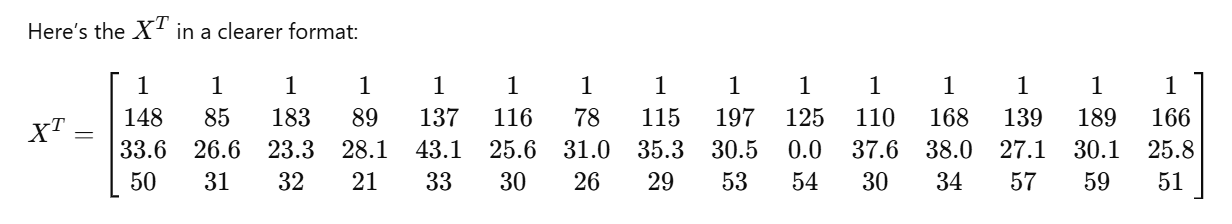 Here's the X^T in a clearer format:
1 1 1 1 1 1 1 1 1 1 1 1 1 1 1
148 85 183 89 137 116 78 115 197 125 110 168 139 189 166
X^T = 
33.6 26.6 23.3 28.1 43.1 25.6 31.0 35.3 30.5 0.0 37.6 38.0 27.1 30.1 25.8
50 31 32 21 33 30 26 29 53 54 30 34 57 59 51